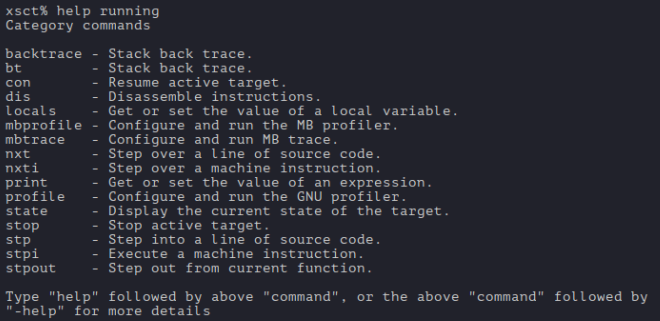 xsct% help running
Category commands

backtrace - Stack back trace.
bt        - Stack back trace.
con       - Resume active target.
dis       - Disassemble instructions.
locals    - Get or set the value of a local variable.
mbprofile - Configure and run the MB profiler.
mbtrace   - Configure and run MB trace.
nxt       - Step over a line of source code.
nxti      - Step over a machine instruction.
print     - Get or set the value of an expression.
profile   - Configure and run the GNU profiler.
state     - Display the current state of the target.
stop      - Stop active target.
stp       - Step into a line of source code.
stpi      - Execute a machine instruction.
stpout    - Step out from current function.

Type "help" followed by above "command", or the above "command" followed by
"-help" for more details